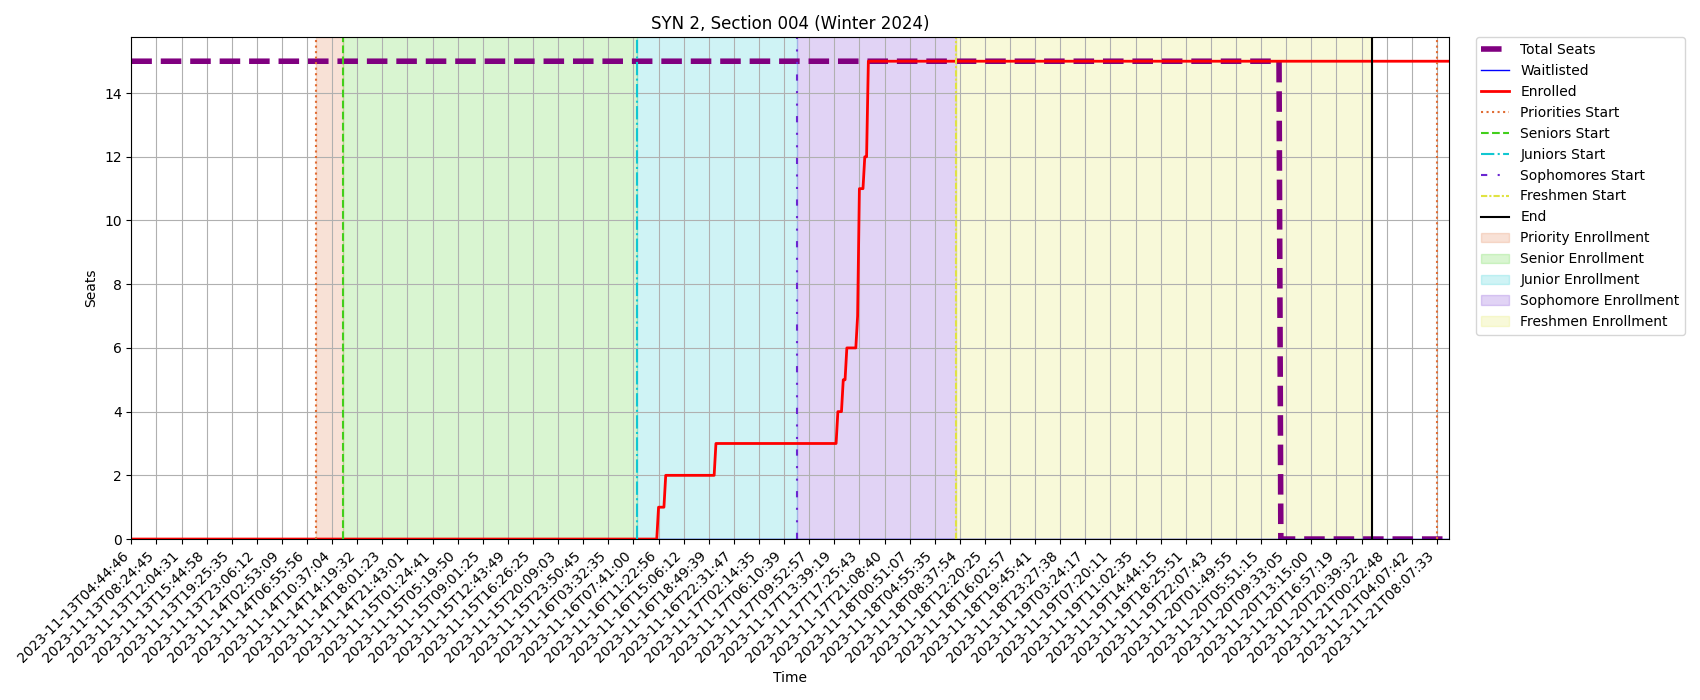 SYN 2, Section 004 (Winter 2024)
Total Seats
Waitlisted
Enrolled
Priorities Start
Seniors Start
Juniors Start
Sophomores Start
Freshmen Start
End
Priority Enrollment
Senior Enrollment
Junior Enrollment
Sophomore Enrollment
Freshmen Enrollment
Seats
14
12
10
8
6
4
2
0
2023-11-13T04:44:46
2023-11-13T08:24:45
2023-11-13T12:04:31
2023-11-13T15:44:58
2023-11-13T19:25:35
2023-11-13T23:06:12
2023-11-14T02:53:09
2023-11-14T06:55:56
2023-11-14T10:37:04
2023-11-14T14:19:32
2023-11-14T18:01:23
2023-11-14T21:43:01
2023-11-15T01:24:41
2023-11-15T05:19:50
2023-11-15T09:01:25
2023-11-15T12:43:49
2023-11-15T16:26:25
2023-11-15T20:09:03
2023-11-15T23:50:45
2023-11-16T03:32:35
2023-11-16T07:41:00
2023-11-16T11:22:56
2023-11-16T15:06:12
2023-11-16T18:49:39
2023-11-16T22:31:47
2023-11-17T02:14:35
2023-11-17T06:10:39
2023-11-17T09:52:57
2023-11-17T13:39:19
2023-11-17T17:25:43
2023-11-17T21:08:40
2023-11-18T00:51:07
2023-11-18T04:55:35
2023-11-18T08:37:54
2023-11-18T12:20:25
2023-11-18T16:02:57
2023-11-18T19:45:41
2023-11-18T23:27:38
2023-11-19T03:24:17
2023-11-19T07:20:11
2023-11-19T11:02:35
2023-11-19T14:44:15
2023-11-19T18:25:51
2023-11-19T22:07:43
2023-11-20T01:49:55
2023-11-20T05:51:15
2023-11-20T09:33:05
2023-11-20T13:15:00
2023-11-20T16:57:19
2023-11-20T20:39:32
2023-11-21T00:22:48
2023-11-21T04:07:42
2023-11-21T08:07:33
Time